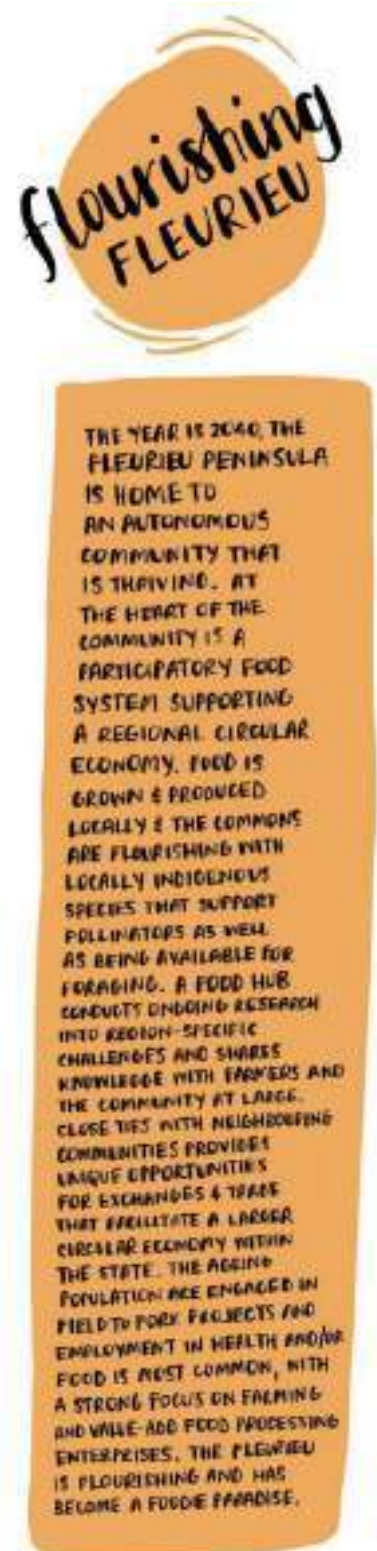 flourishing
FLEURIEU
THE YEAR IS 2040, THE
FLEURIEU PENINSULA
IS HOME TO
AN AUTONOMOUS
COMMUNITY THAT
IS THRIVING. AT
THE HEART OF THE
COMMUNITY IS A
PARTICIPATORY FOOD
SYSTEM SUPPORTING
A REGIONAL CIRCULAR
ECONOMY. FOOD IS
GROWN & PRODUCED
LOCALLY & THE COMMONS
ARE FLOURISHING WITH
LOCALLY INDIGENOUS
SPECIES THAT SUPPORT
POLLINATORS AS WELL
AS BEING AVAILABLE FOR
FORAGING. A FOOD HUB
CONDUCTS ONGOING RESEARCH
INTO REGION-SPECIFIC
CHALLENGES AND SHARES
KNOWLEDGE WITH FARMERS AND
THE COMMUNITY AT LARGE.
CLOSE TIES WITH NEIGHBOURING
COMMUNITIES PROVIDES
UNIQUE OPPORTUNITIES
FOR EXCHANGES & TRADE
THAT FACILITATE A LARGER
CIRCULAR ECONOMY WITHIN
THE STATE. THE AGEING
POPULATION ARE ENGAGED IN
FIELD TO FORK PROJECTS AND
EMPLOYMENT IN HEALTH AND/OR
FOOD IS MOST COMMON, WITH
A STRONG FOCUS ON FARMING
AND VALUE-ADD FOOD PROCESSING
ENTERPRISES. THE FLEURIEU
IS FLOURISHING AND HAS
BECOME A FOODIE PARADISE.